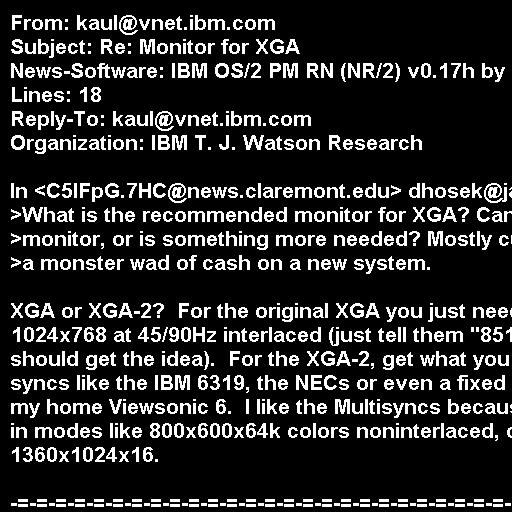 From: kaul@vnet.ibm.com
Subject: Re: Monitor for XGA
News-Software: IBM OS/2 PM RN (NR/2) v0.17h by
Lines: 18
Reply-To: kaul@vnet.ibm.com
Organization: IBM T. J. Watson Research

In <C5IFpG.7HC@news.claremont.edu> dhosek@ja
>What is the recommended monitor for XGA? Can
>monitor, or is something more needed? Mostly cu
>a monster wad of cash on a new system.

XGA or XGA-2?  For the original XGA you just need
1024x768 at 45/90Hz interlaced (just tell them "851
should get the idea).  For the XGA-2, get what you
syncs like the IBM 6319, the NECs or even a fixed
my home Viewsonic 6.  I like the Multisyncs becaus
in modes like 800x600x64k colors noninterlaced, o
1360x1024x16.

-=-=-=-=-=-=-=-=-=-=-=-=-=-=-=-=-=-=-=-=-=-=-=-=-=-=-